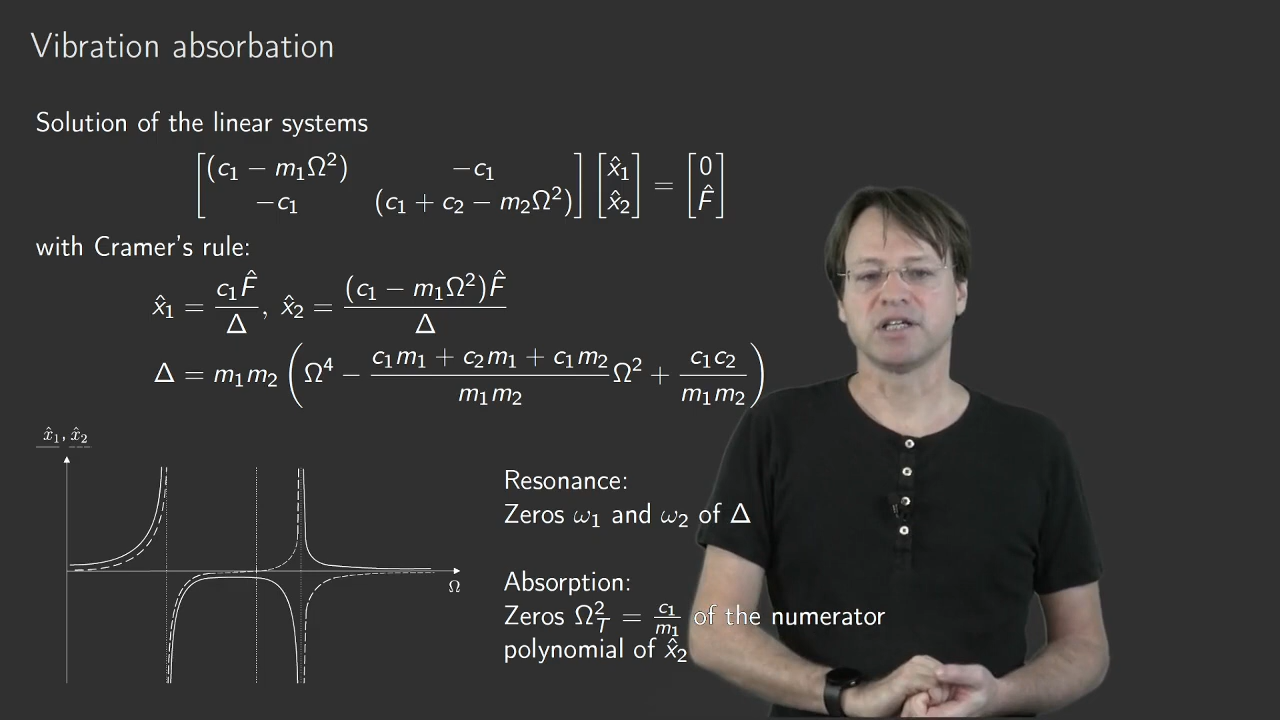 Vibration absorbation
Solution of the linear systems
[(c₁ − m₁Ω²) −c₁; −c₁ (c₁ + c₂ − m₂Ω²)] [x̂₁; x̂₂] = [0; F̂]
with Cramer's rule:
x̂₁ = c₁F̂/Δ, x̂₂ = (c₁ − m₁Ω²)F̂/Δ
Δ = m₁m₂ (Ω⁴ − (c₁m₁ + c₂m₁ + c₁m₂)/(m₁m₂) Ω² + c₁c₂/(m₁m₂))
x̂₁, x̂₂
Ω
Resonance:
Zeros ω₁ and ω₂ of Δ
Absorption:
Zeros Ω²_T = c₁/m₁ of the numerator
polynomial of x̂₂